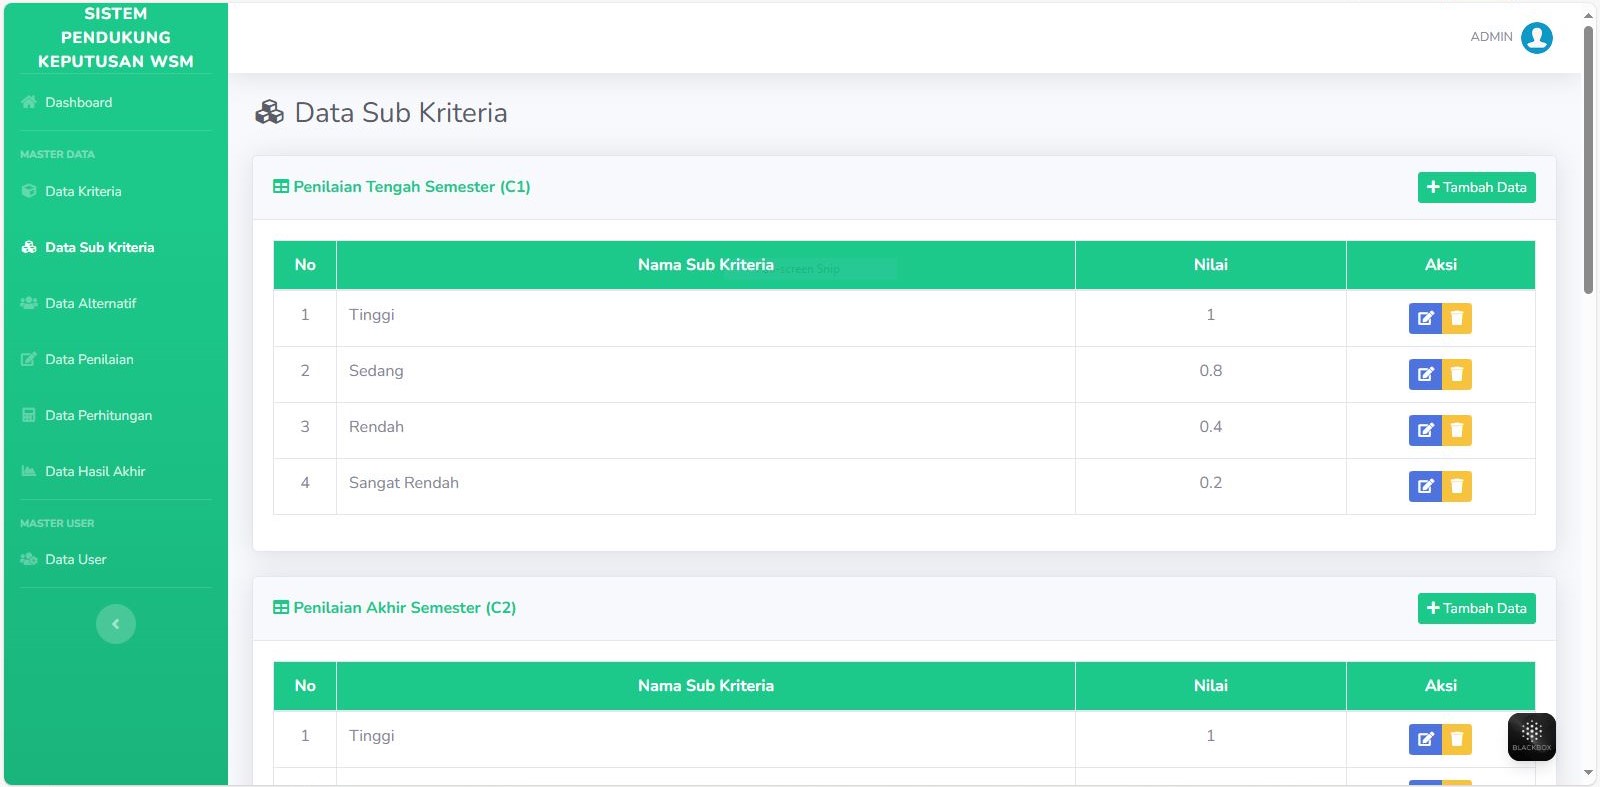 SISTEM
PENDUKUNG
KEPUTUSAN WSM
Dashboard
MASTER DATA
Data Kriteria
Data Sub Kriteria
Data Alternatif
Data Penilaian
Data Perhitungan
Data Hasil Akhir
MASTER USER
Data User
ADMIN
Data Sub Kriteria
Penilaian Tengah Semester (C1)
+ Tambah Data
No Nama Sub Kriteria Nilai Aksi
-screen Snip
1 Tinggi 1
2 Sedang 0.8
3 Rendah 0.4
4 Sangat Rendah 0.2
Penilaian Akhir Semester (C2)
+ Tambah Data
No Nama Sub Kriteria Nilai Aksi
1 Tinggi 1
BLACKBOX